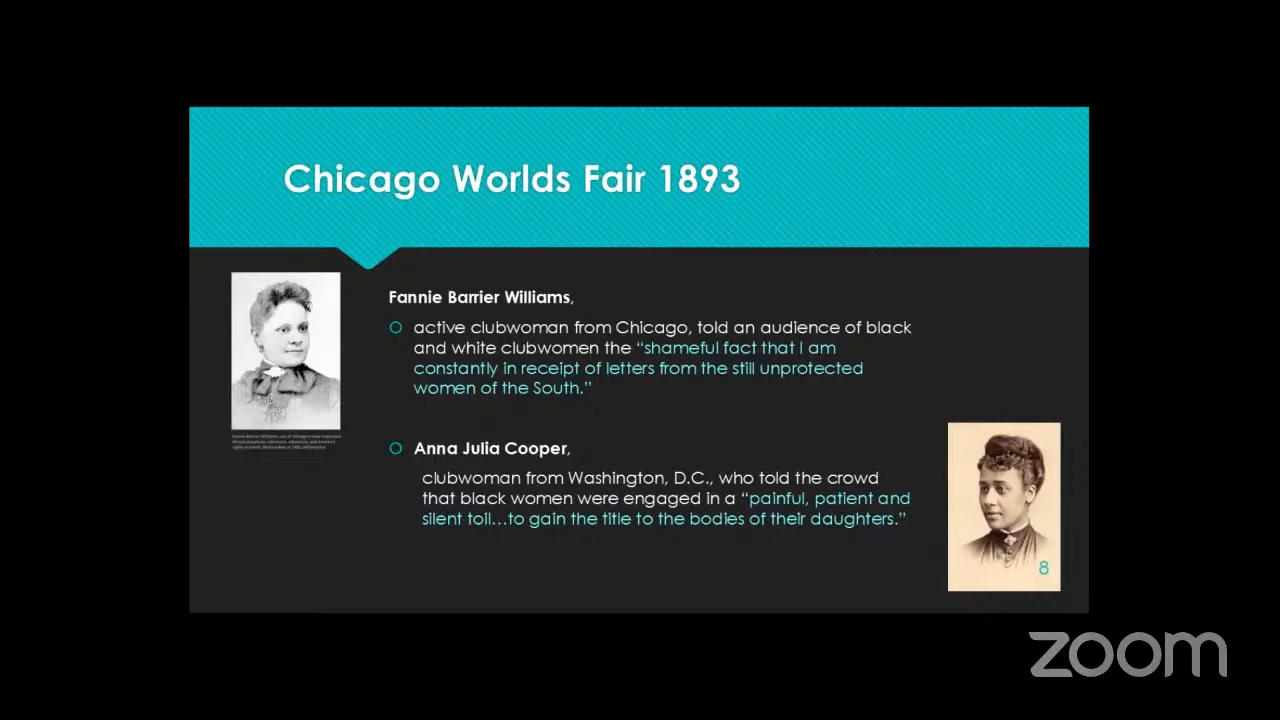 Chicago Worlds Fair 1893
Fannie Barrier Williams,
active clubwoman from Chicago, told an audience of black
and white clubwomen the “shameful fact that I am
constantly in receipt of letters from the still unprotected
women of the South.”
Anna Julia Cooper,
clubwoman from Washington, D.C., who told the crowd
that black women were engaged in a “painful, patient and
silent toil…to gain the title to the bodies of their daughters.”
8
zoom